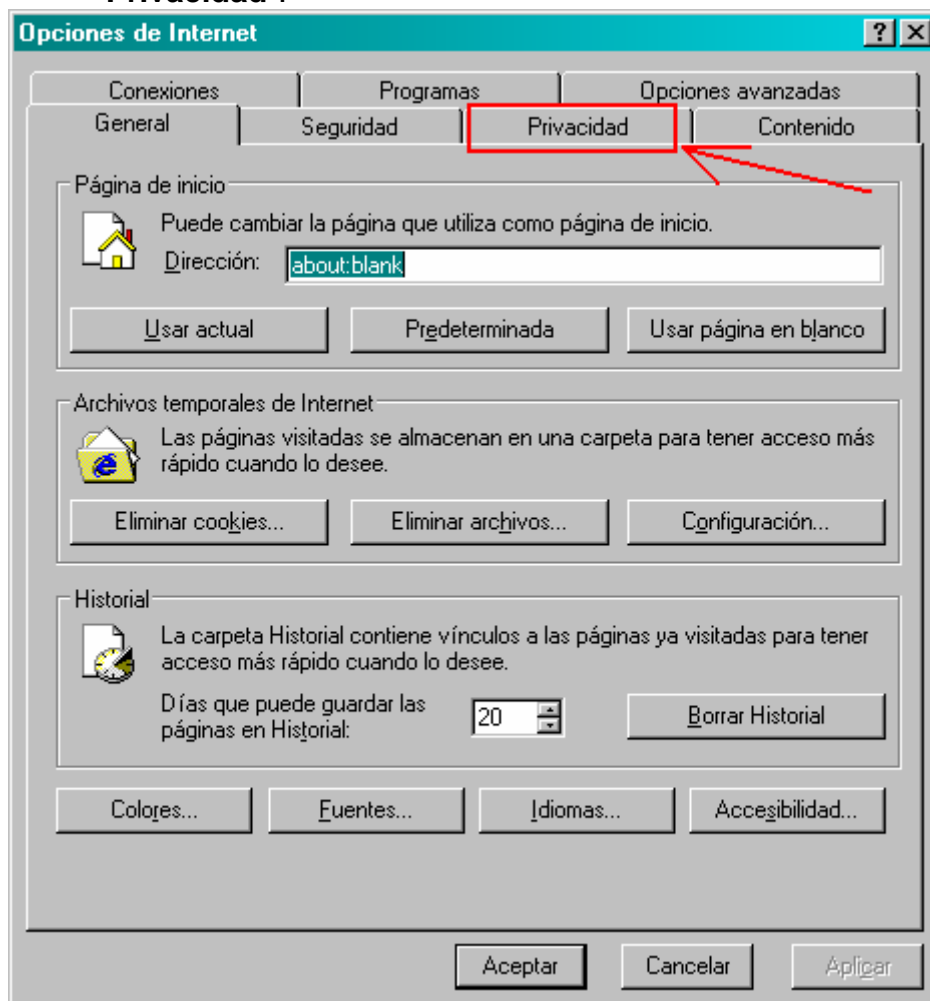 Privacidad".
Opciones de Internet
Conexiones Programas Opciones avanzadas
General Seguridad Privacidad Contenido
Página de inicio
Puede cambiar la página que utiliza como página de inicio.
Dirección: about:blank
Usar actual Predeterminada Usar página en blanco
Archivos temporales de Internet
Las páginas visitadas se almacenan en una carpeta para tener acceso más
rápido cuando lo desee.
Eliminar cookies... Eliminar archivos... Configuración...
Historial
La carpeta Historial contiene vínculos a las páginas ya visitadas para tener
acceso más rápido cuando lo desee.
Días que puede guardar las
páginas en Historial: 20 Borrar Historial
Colores... Fuentes... Idiomas... Accesibilidad...
Aceptar Cancelar Aplicar